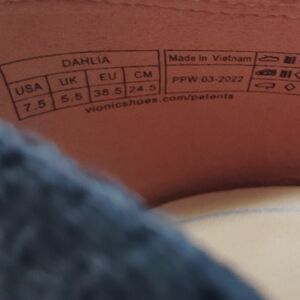 DAHLIA
USA UK EU CM
7.5 5.5 38.5 24.5
Made in Vietnam
PPW:03-2022
vionicshoes.com/patents